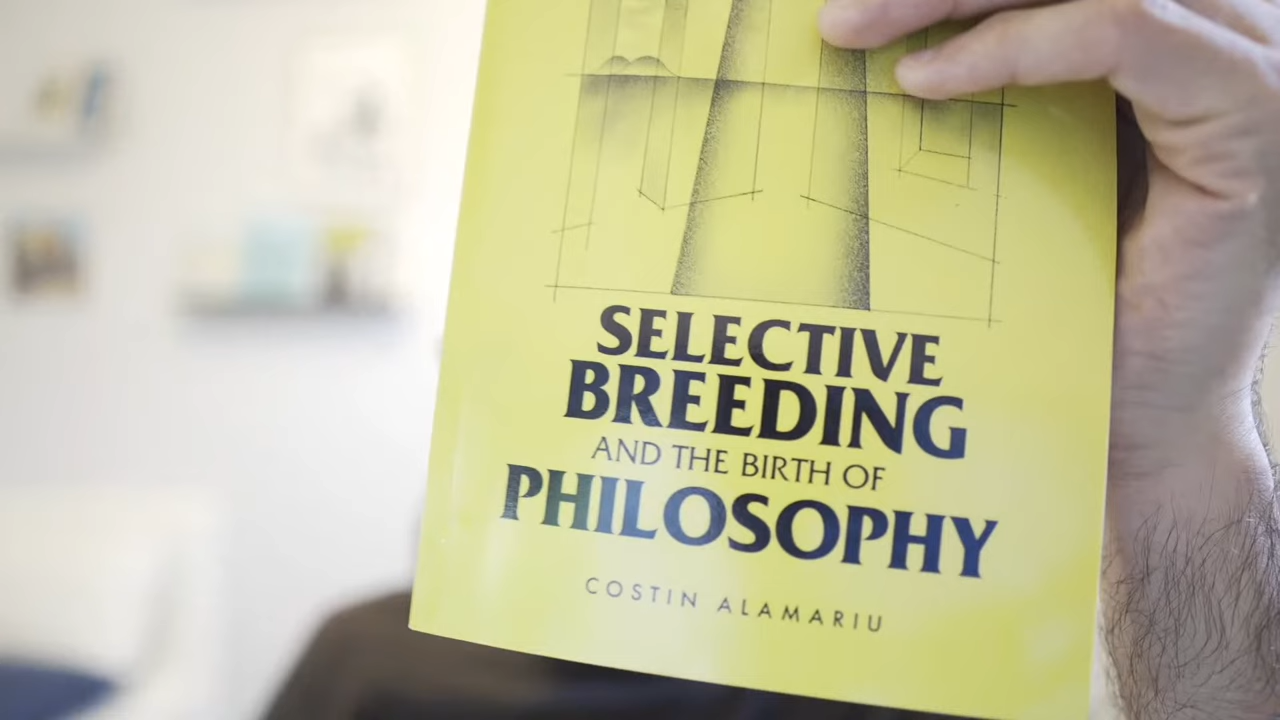 SELECTIVE
BREEDING
AND THE BIRTH OF
PHILOSOPHY
COSTIN ALAMARIU